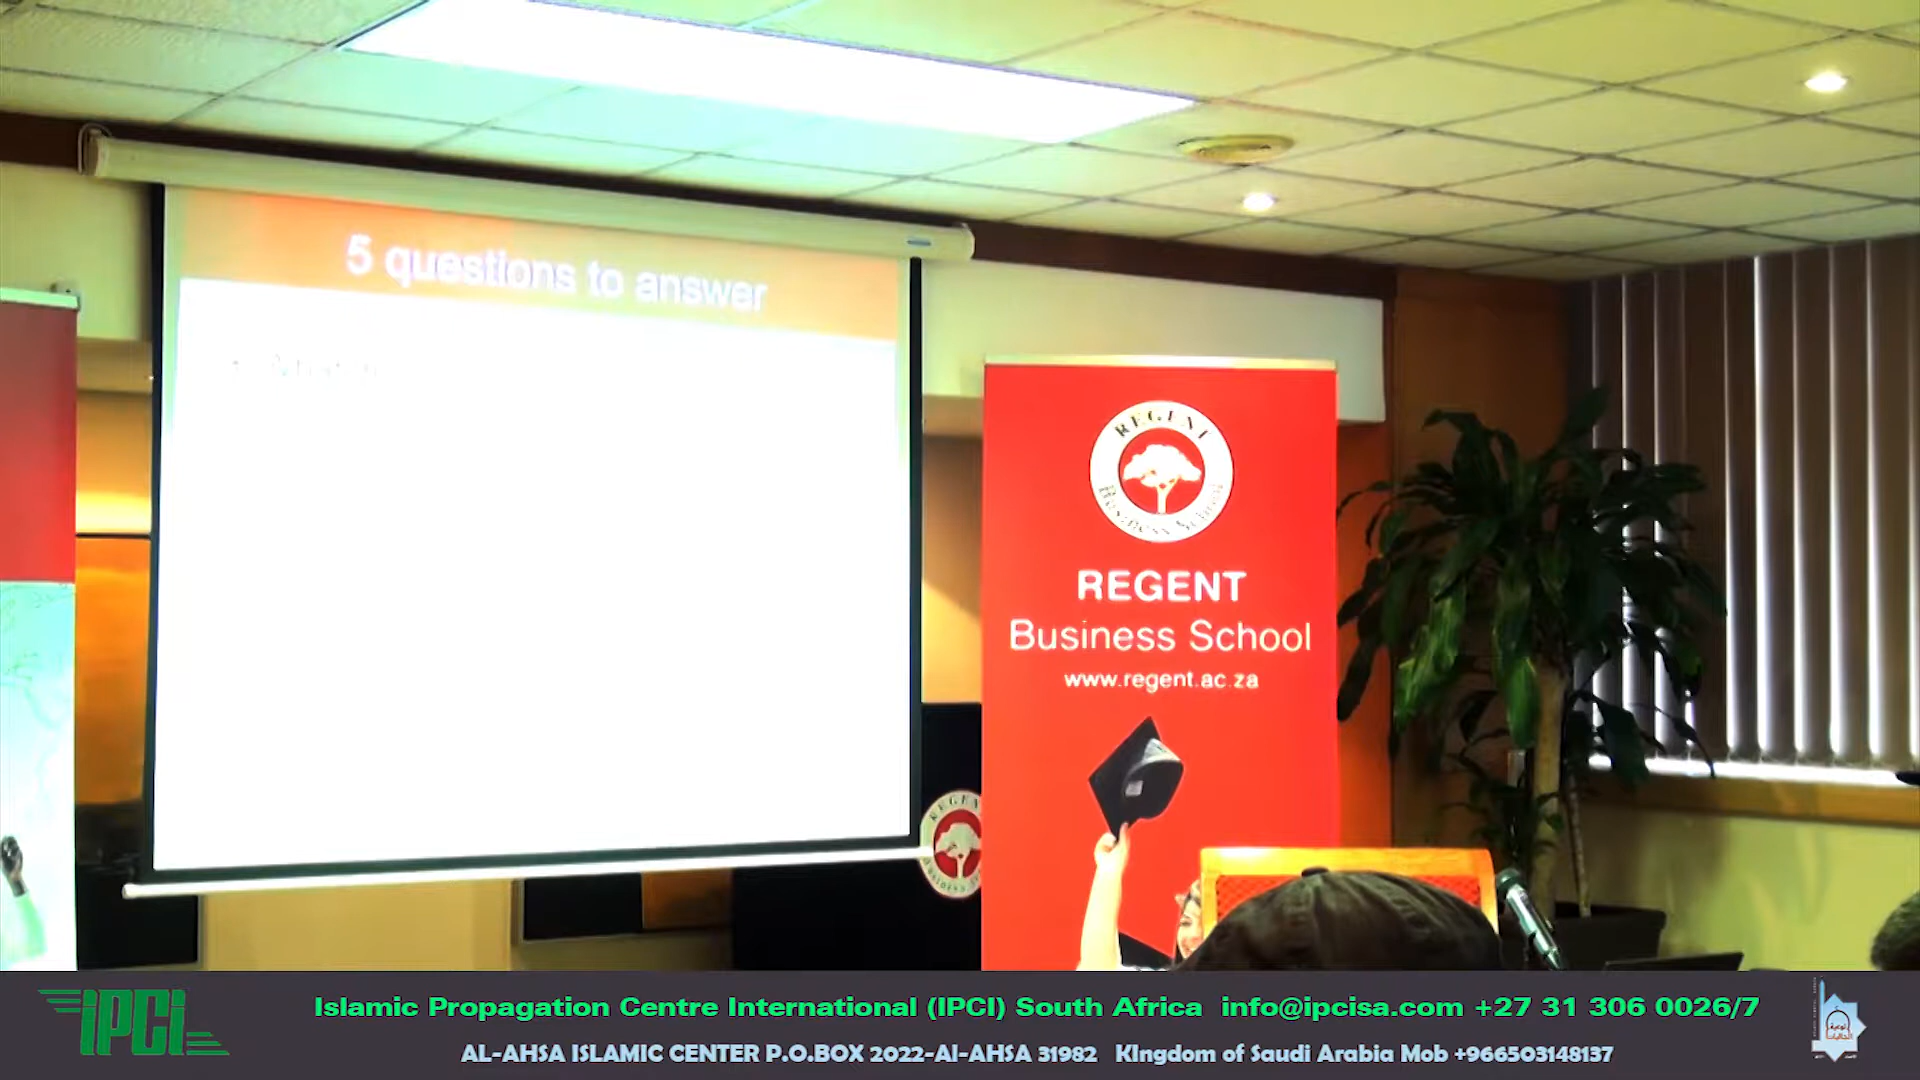 5 questions to answer
REGENT
BUSINESS SCHOOL
REGENT
Business School
www.regent.ac.za
REGENT
IPCI
Islamic Propagation Centre International (IPCI) South Africa info@ipcisa.com +27 31 306 0026/7
AL-AHSA ISLAMIC CENTER P.O.BOX 2022-Al-AHSA 31982 KIngdom of Saudi Arabia Mob +966503148137